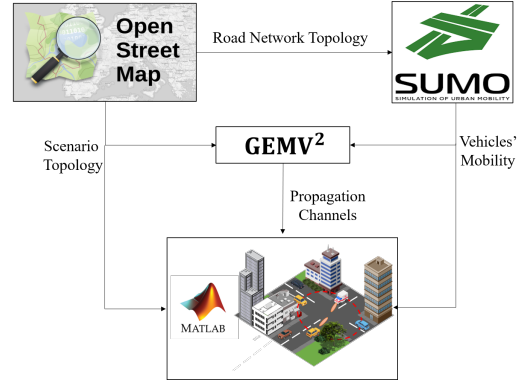 Open
Street
Map
Road Network Topology
SUMO
SIMULATION OF URBAN MOBILITY
Scenario
Topology
GEMV²
Vehicles'
Mobility
Propagation
Channels
MATLAB